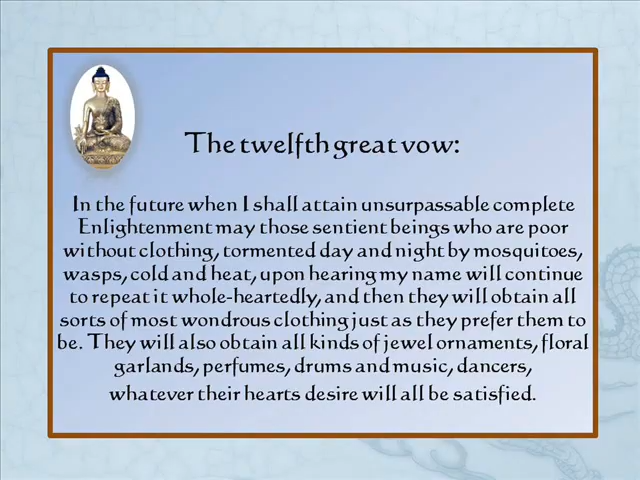 The twelfth great vow:
In the future when I shall attain unsurpassable complete
Enlightenment may those sentient beings who are poor
without clothing, tormented day and night by mosquitoes,
wasps, cold and heat, upon hearing my name will continue
to repeat it whole-heartedly, and then they will obtain all
sorts of most wondrous clothing just as they prefer them to
be. They will also obtain all kinds of jewel ornaments, floral
garlands, perfumes, drums and music, dancers,
whatever their hearts desire will all be satisfied.